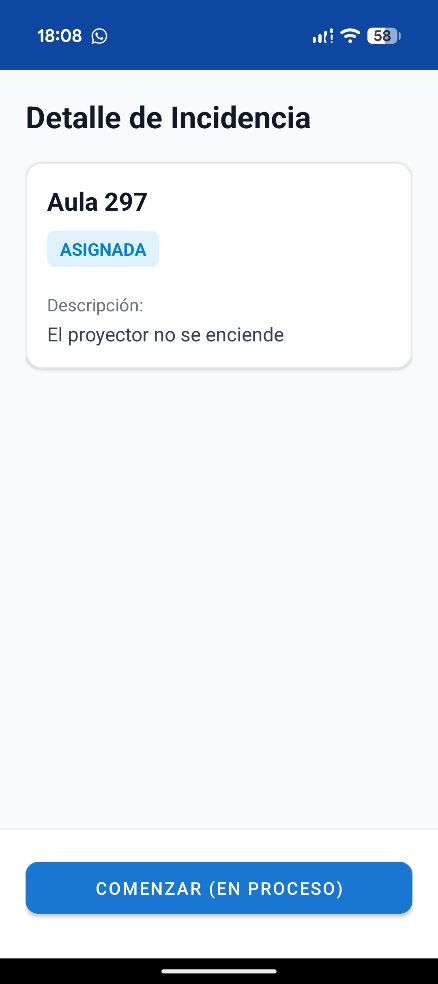 18:08
58
Detalle de Incidencia
Aula 297
ASIGNADA
Descripción:
El proyector no se enciende
COMENZAR (EN PROCESO)